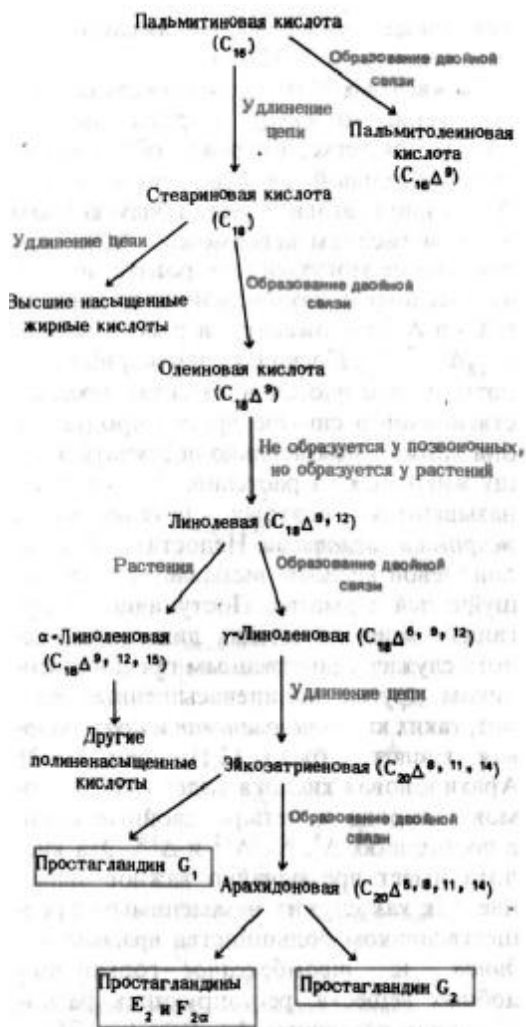 Пальмитиновая кислота
(C₁₆)
Образование двойной
связи
Удлинение
цепи
Пальмитолеиновая
кислота
(C₁₆Δ⁹)
Стеариновая кислота
(C₁₈)
Удлинение цепи
Образование двойной
связи
Высшие насыщенные
жирные кислоты
Олеиновая кислота
(C₁₈Δ⁹)
Не образуется у позвоночных,
но образуется у растений
Линолевая (C₁₈Δ⁹, ¹²)
Растения
Образование двойной
связи
α-Линоленовая
(C₁₈Δ⁹, ¹², ¹⁵)
γ-Линоленовая (C₁₈Δ⁶, ⁹, ¹²)
Удлинение цепи
Другие
полиненасыщенные
кислоты
Эйкозатриеновая (C₂₀Δ⁸, ¹¹, ¹⁴)
Образование двойной
связи
Простагландин G₁
Арахидоновая (C₂₀Δ⁵, ⁸, ¹¹, ¹⁴)
Простагландины
E₂ и F₂α
Простагландин G₂